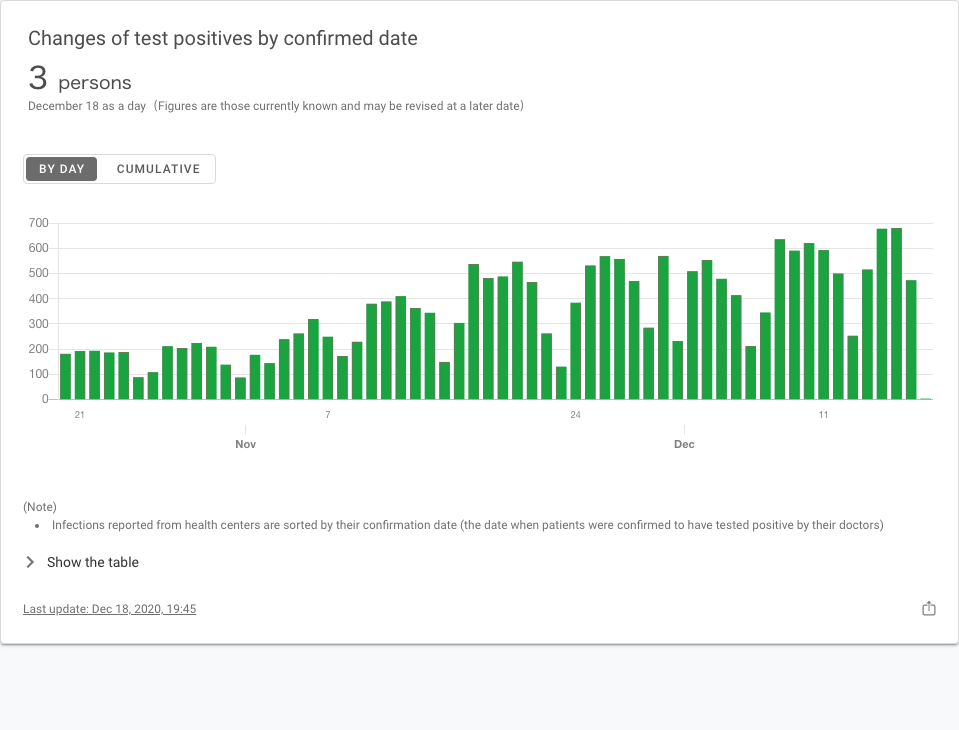 Changes of test positives by confirmed date
3 persons
December 18 as a day (Figures are those currently known and may be revised at a later date)
BY DAY CUMULATIVE
700
600
500
400
300
200
100
0
21 7 24 11
Nov Dec
(Note)
• Infections reported from health centers are sorted by their confirmation date (the date when patients were confirmed to have tested positive by their doctors)
Show the table
Last update: Dec 18, 2020, 19:45